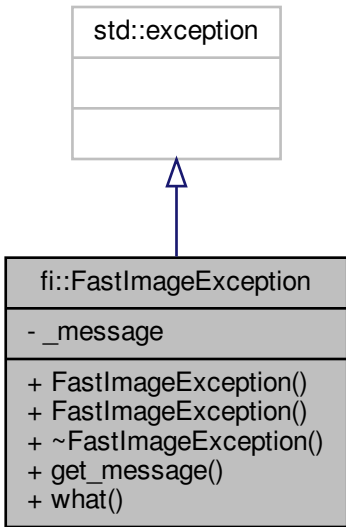 std::exception
fi::FastImageException
- _message
+ FastImageException()
+ FastImageException()
+ ~FastImageException()
+ get_message()
+ what()